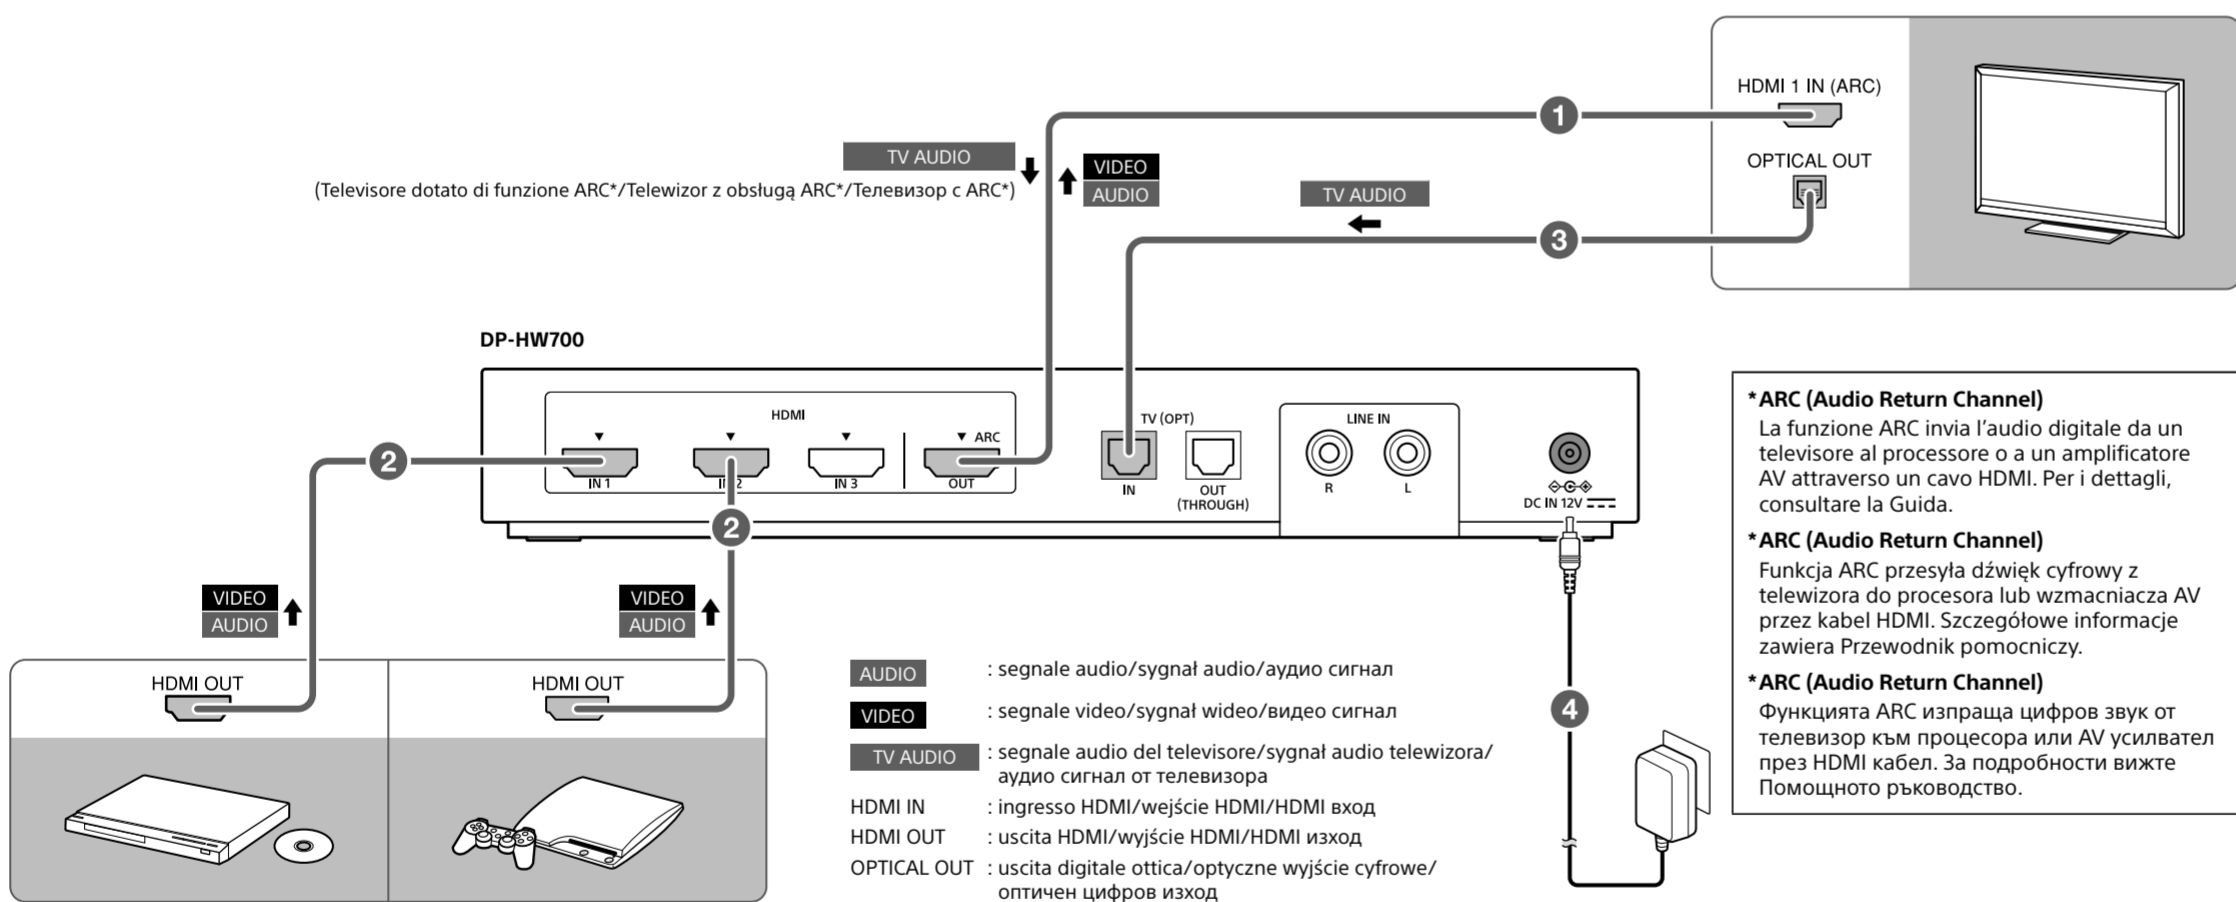 HDMI 1 IN (ARC)
OPTICAL OUT
1
TV AUDIO
(Televisore dotato di funzione ARC*/Telewizor z obsługą ARC*/Телевизор с ARC*)
VIDEO
AUDIO
TV AUDIO
3
DP-HW700
HDMI
ARC
IN 1
IN 2
IN 3
OUT
TV (OPT)
IN
OUT
(THROUGH)
LINE IN
R
L
DC IN 12V
2
2
VIDEO
AUDIO
VIDEO
AUDIO
HDMI OUT
HDMI OUT
AUDIO : segnale audio/sygnał audio/аудио сигнал
VIDEO : segnale video/sygnał wideo/видео сигнал
TV AUDIO : segnale audio del televisore/sygnał audio telewizora/
аудио сигнал от телевизора
HDMI IN : ingresso HDMI/wejście HDMI/HDMI вход
HDMI OUT : uscita HDMI/wyjście HDMI/HDMI изход
OPTICAL OUT : uscita digitale ottica/optyczne wyjście cyfrowe/
оптичен цифров изход
4
*ARC (Audio Return Channel)
La funzione ARC invia l'audio digitale da un
televisore al processore o a un amplificatore
AV attraverso un cavo HDMI. Per i dettagli,
consultare la Guida.
*ARC (Audio Return Channel)
Funkcja ARC przesyła dźwięk cyfrowy z
telewizora do procesora lub wzmacniacza AV
przez kabel HDMI. Szczegółowe informacje
zawiera Przewodnik pomocniczy.
*ARC (Audio Return Channel)
Функцията ARC изпраща цифров звук от
телевизор към процесора или AV усилвател
през HDMI кабел. За подробности вижте
Помощното ръководство.